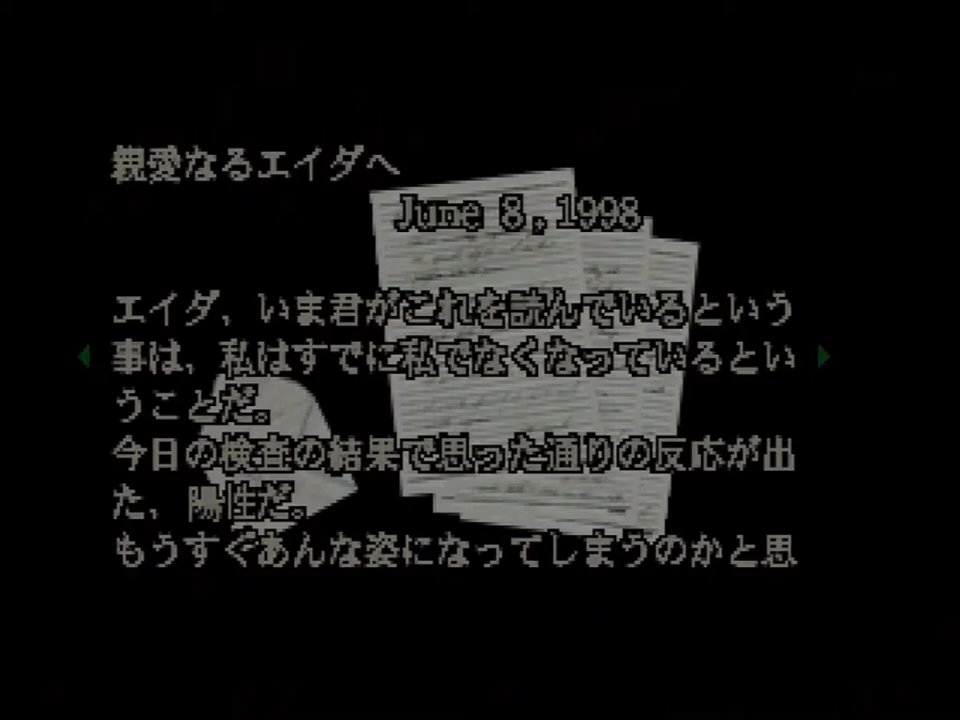 親愛なるエイダへ
June 8,1998
エイダ、いま君がこれを読んでいるという
事は、私はすでに私でなくなっているとい
うことだ。
今日の検査の結果で思った通りの反応が出
た、陽性だ。
もうすぐあんな姿になってしまうのかと思